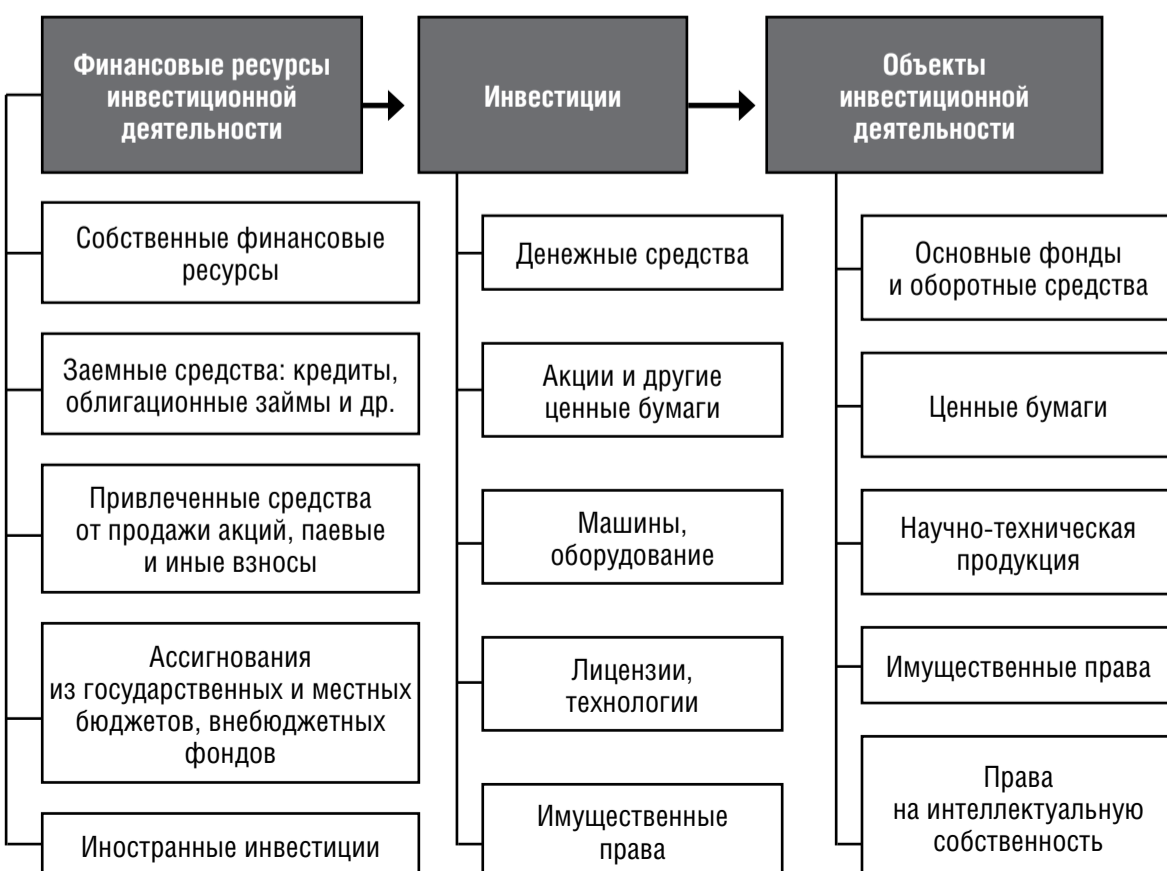 Финансовые ресурсы
инвестиционной
деятельности
Инвестиции
Объекты
инвестиционной
деятельности
Собственные финансовые
ресурсы
Заемные средства: кредиты,
облигационные займы и др.
Привлеченные средства
от продажи акций, паевые
и иные взносы
Ассигнования
из государственных и местных
бюджетов, внебюджетных
фондов
Иностранные инвестиции
Денежные средства
Акции и другие
ценные бумаги
Машины,
оборудование
Лицензии,
технологии
Имущественные
права
Основные фонды
и оборотные средства
Ценные бумаги
Научно-техническая
продукция
Имущественные права
Права
на интеллектуальную
собственность